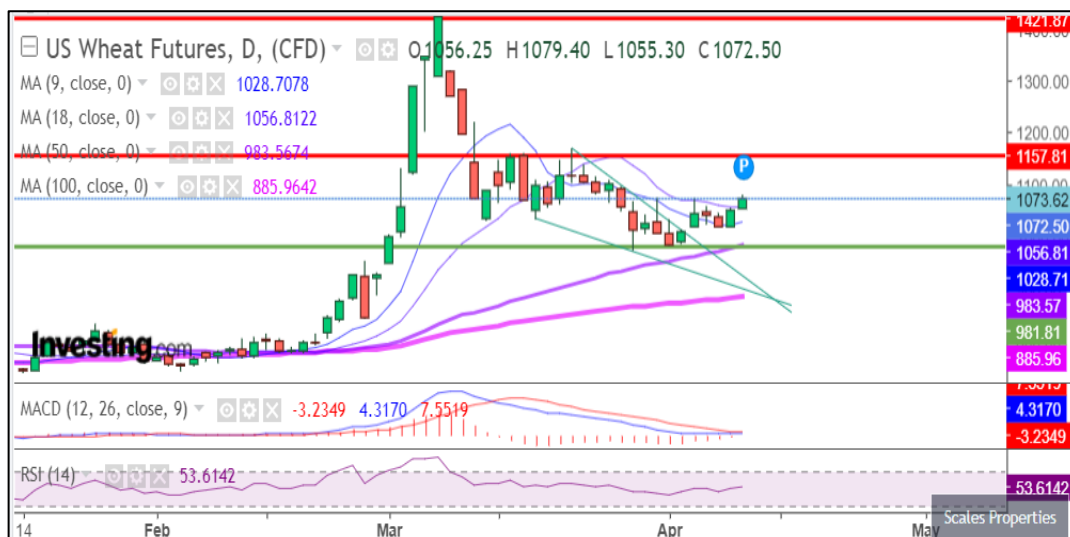 US Wheat Futures, D, (CFD) O1056.25 H1079.40 L1055.30 C1072.50
MA (9, close, 0) 1028.7078
MA (18, close, 0) 1056.8122
MA (50, close, 0) 983.5674
MA (100, close, 0) 885.9642
P
1421.87
1400.00
1300.00
1200.00
1157.81
1100.00
1073.62
1072.50
1056.81
1028.71
983.57
981.81
885.96
Investing.com
MACD (12, 26, close, 9) -3.2349 4.3170 7.5519
7.5519
4.3170
-3.2349
RSI (14) 53.6142
53.6142
Scales Properties
14 Feb Mar Apr May